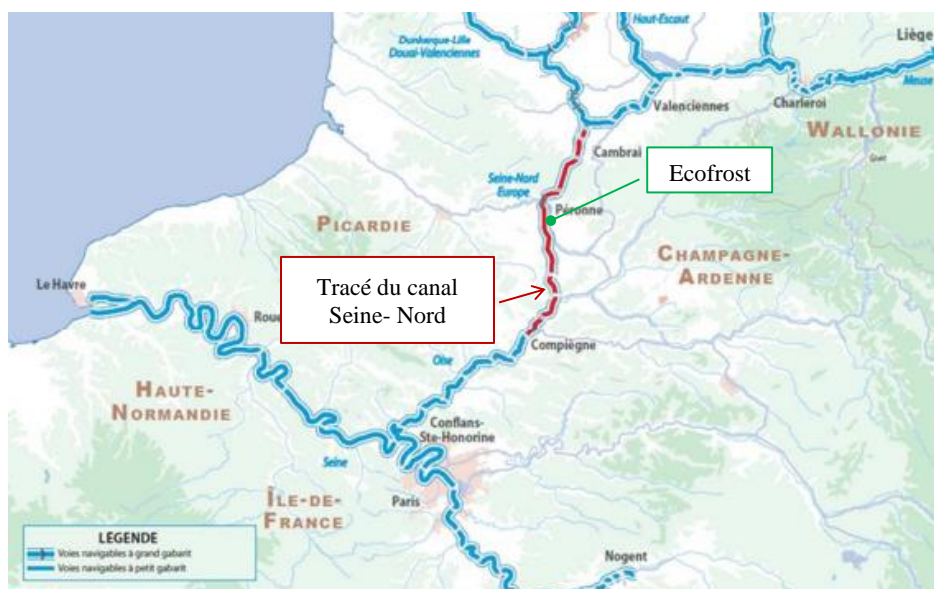 Dunkerque-Lille
Douai-Valenciennes
Haut-Escaut
Liège
Meuse
Valenciennes
Charleroi
WALLONIE
Cambrai
Ecofrost
Seine-Nord
Europe
Péronne
PICARDIE
CHAMPAGNE-
ARDENNE
Le Havre
Tracé du canal
Seine- Nord
Roue
Compiègne
Oise
HAUTE-
NORMANDIE
Conflans-
Ste-Honorine
Seine
Paris
ÎLE-DE-
FRANCE
LÉGENDE
Voies navigables à grand gabarit
Voies navigables à petit gabarit
Nogent